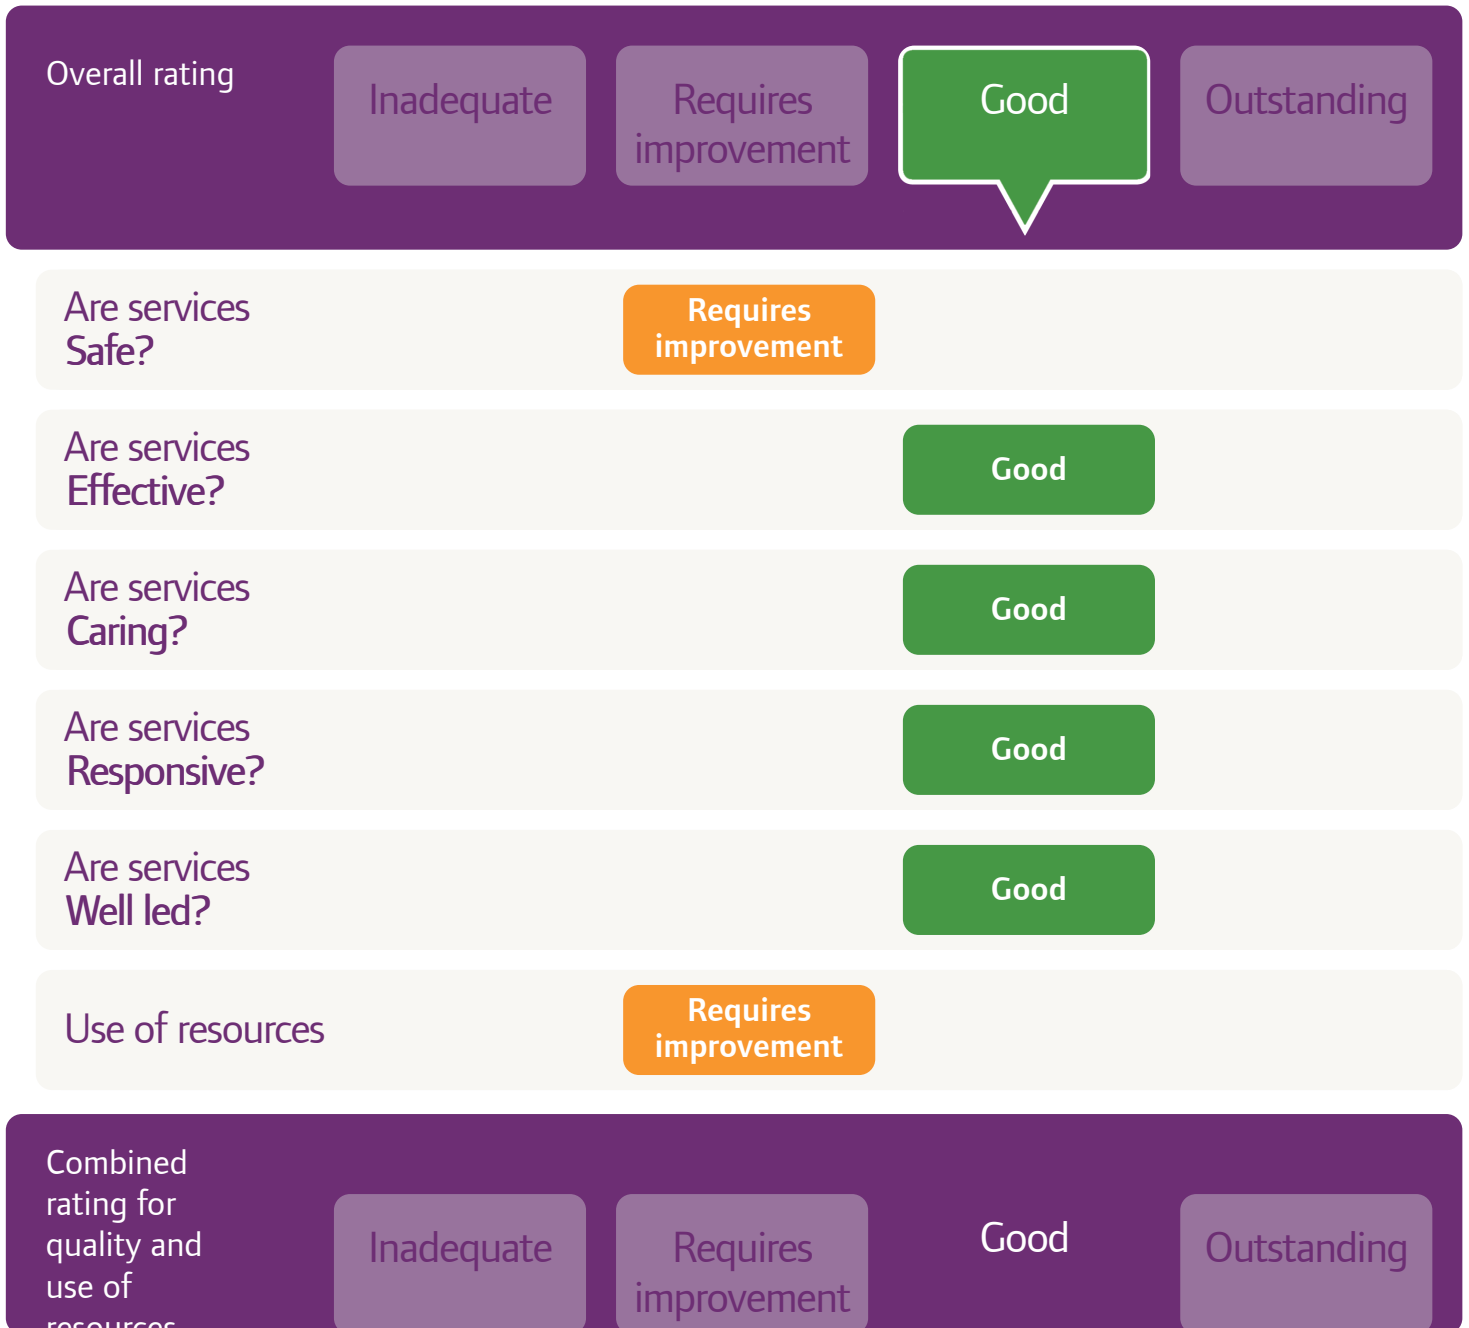 Overall rating
Inadequate
Requires
improvement
Good
Outstanding
Are services
Safe?
Requires
improvement
Are services
Effective?
Good
Are services
Caring?
Good
Are services
Responsive?
Good
Are services
Well led?
Good
Use of resources
Requires
improvement
Combined
rating for
quality and
use of
resources
Inadequate
Requires
improvement
Good
Outstanding